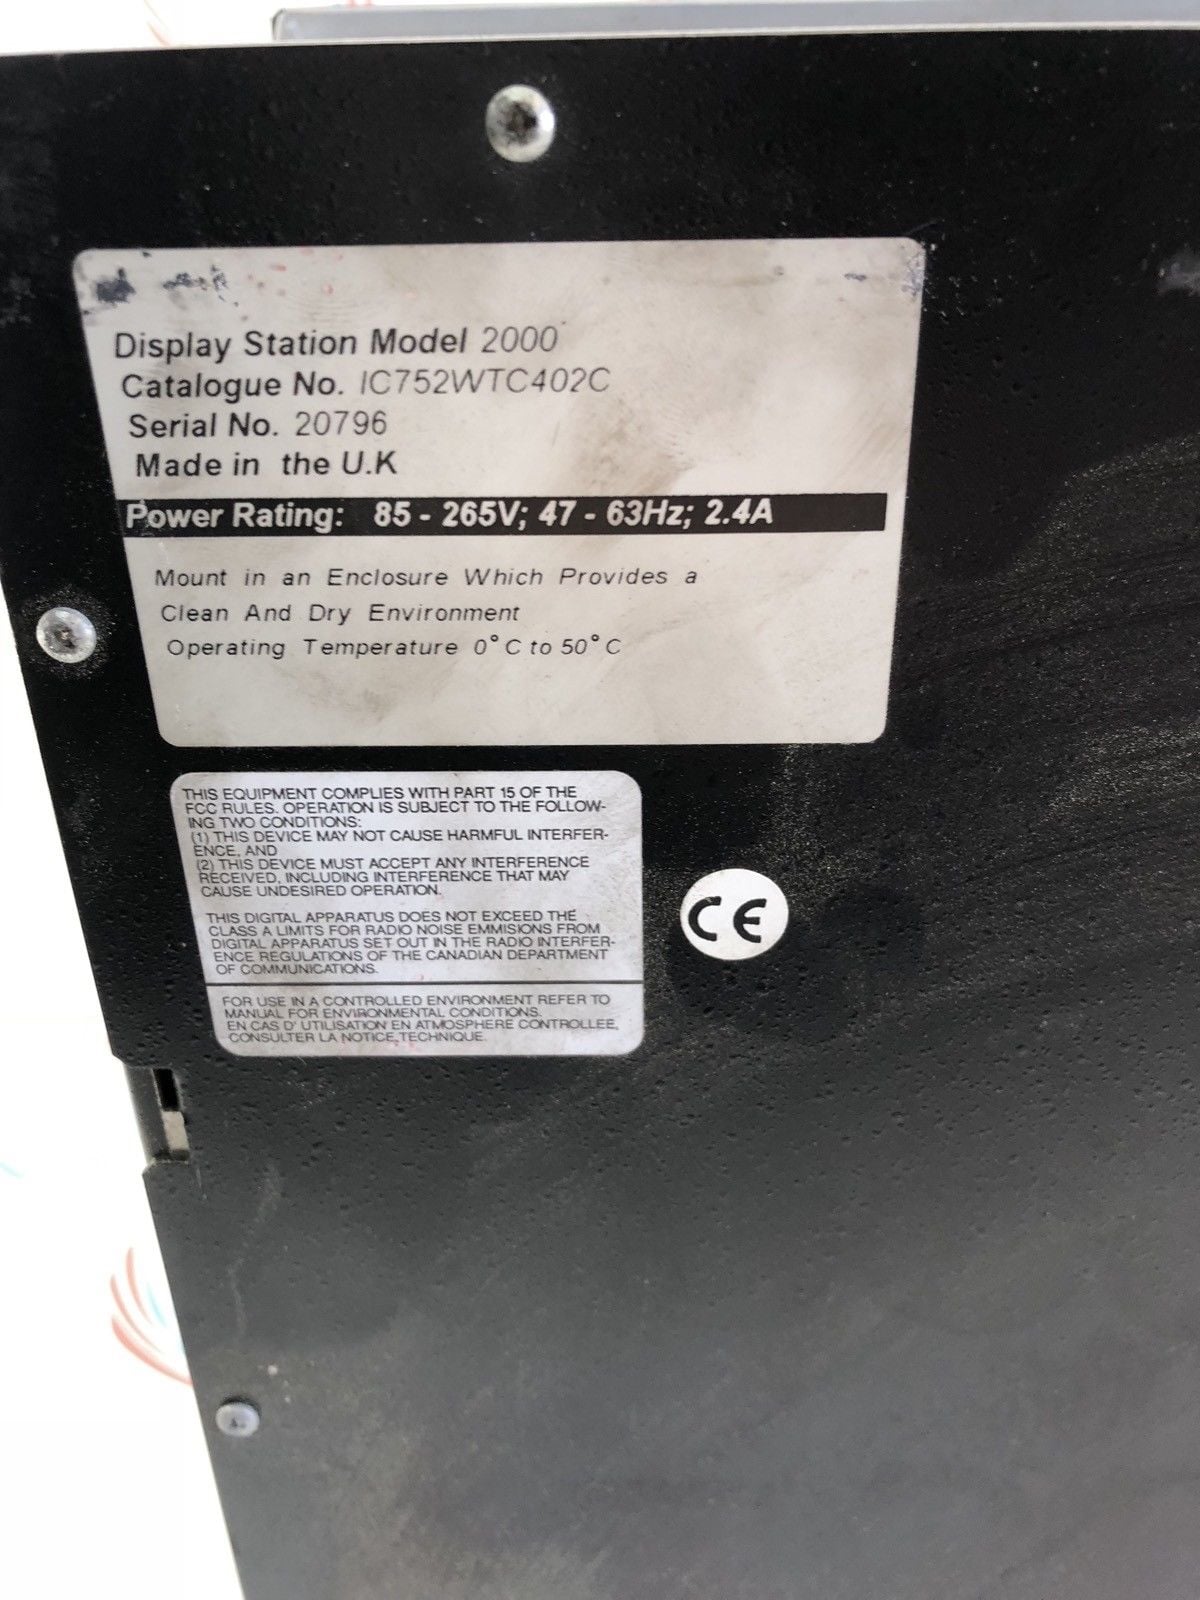 Display Station Model 2000
Catalogue No. IC752WTC402C
Serial No. 20796
Made in the U.K
Power Rating: 85 - 265V; 47 - 63Hz; 2.4A
Mount in an Enclosure Which Provides a
Clean And Dry Environment
Operating Temperature 0° C to 50° C
THIS EQUIPMENT COMPLIES WITH PART 15 OF THE
FCC RULES. OPERATION IS SUBJECT TO THE FOLLOW-
ING TWO CONDITIONS:
(1) THIS DEVICE MAY NOT CAUSE HARMFUL INTERFER-
ENCE, AND
(2) THIS DEVICE MUST ACCEPT ANY INTERFERENCE
RECEIVED, INCLUDING INTERFERENCE THAT MAY
CAUSE UNDESIRED OPERATION.
THIS DIGITAL APPARATUS DOES NOT EXCEED THE
CLASS A LIMITS FOR RADIO NOISE EMMISIONS FROM
DIGITAL APPARATUS SET OUT IN THE RADIO INTERFER-
ENCE REGULATIONS OF THE CANADIAN DEPARTMENT
OF COMMUNICATIONS.
FOR USE IN A CONTROLLED ENVIRONMENT REFER TO
MANUAL FOR ENVIRONMENTAL CONDITIONS.
EN CAS D' UTILISATION EN ATMOSPHERE CONTROLLEE,
CONSULTER LA NOTICE TECHNIQUE.
CE